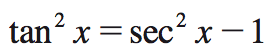 tan² x = sec² x − 1